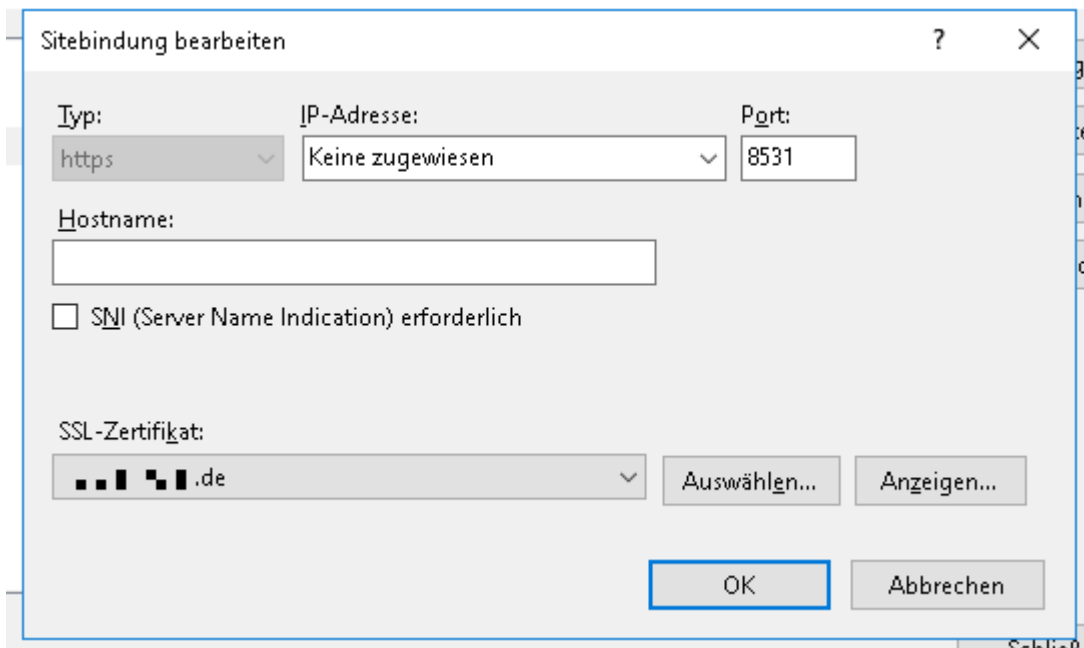 Sitebindung bearbeiten
Typ: IP-Adresse: Port:
https Keine zugewiesen 8531
Hostname:
SNI (Server Name Indication) erforderlich
SSL-Zertifikat:
.de Auswählen... Anzeigen...
OK Abbrechen